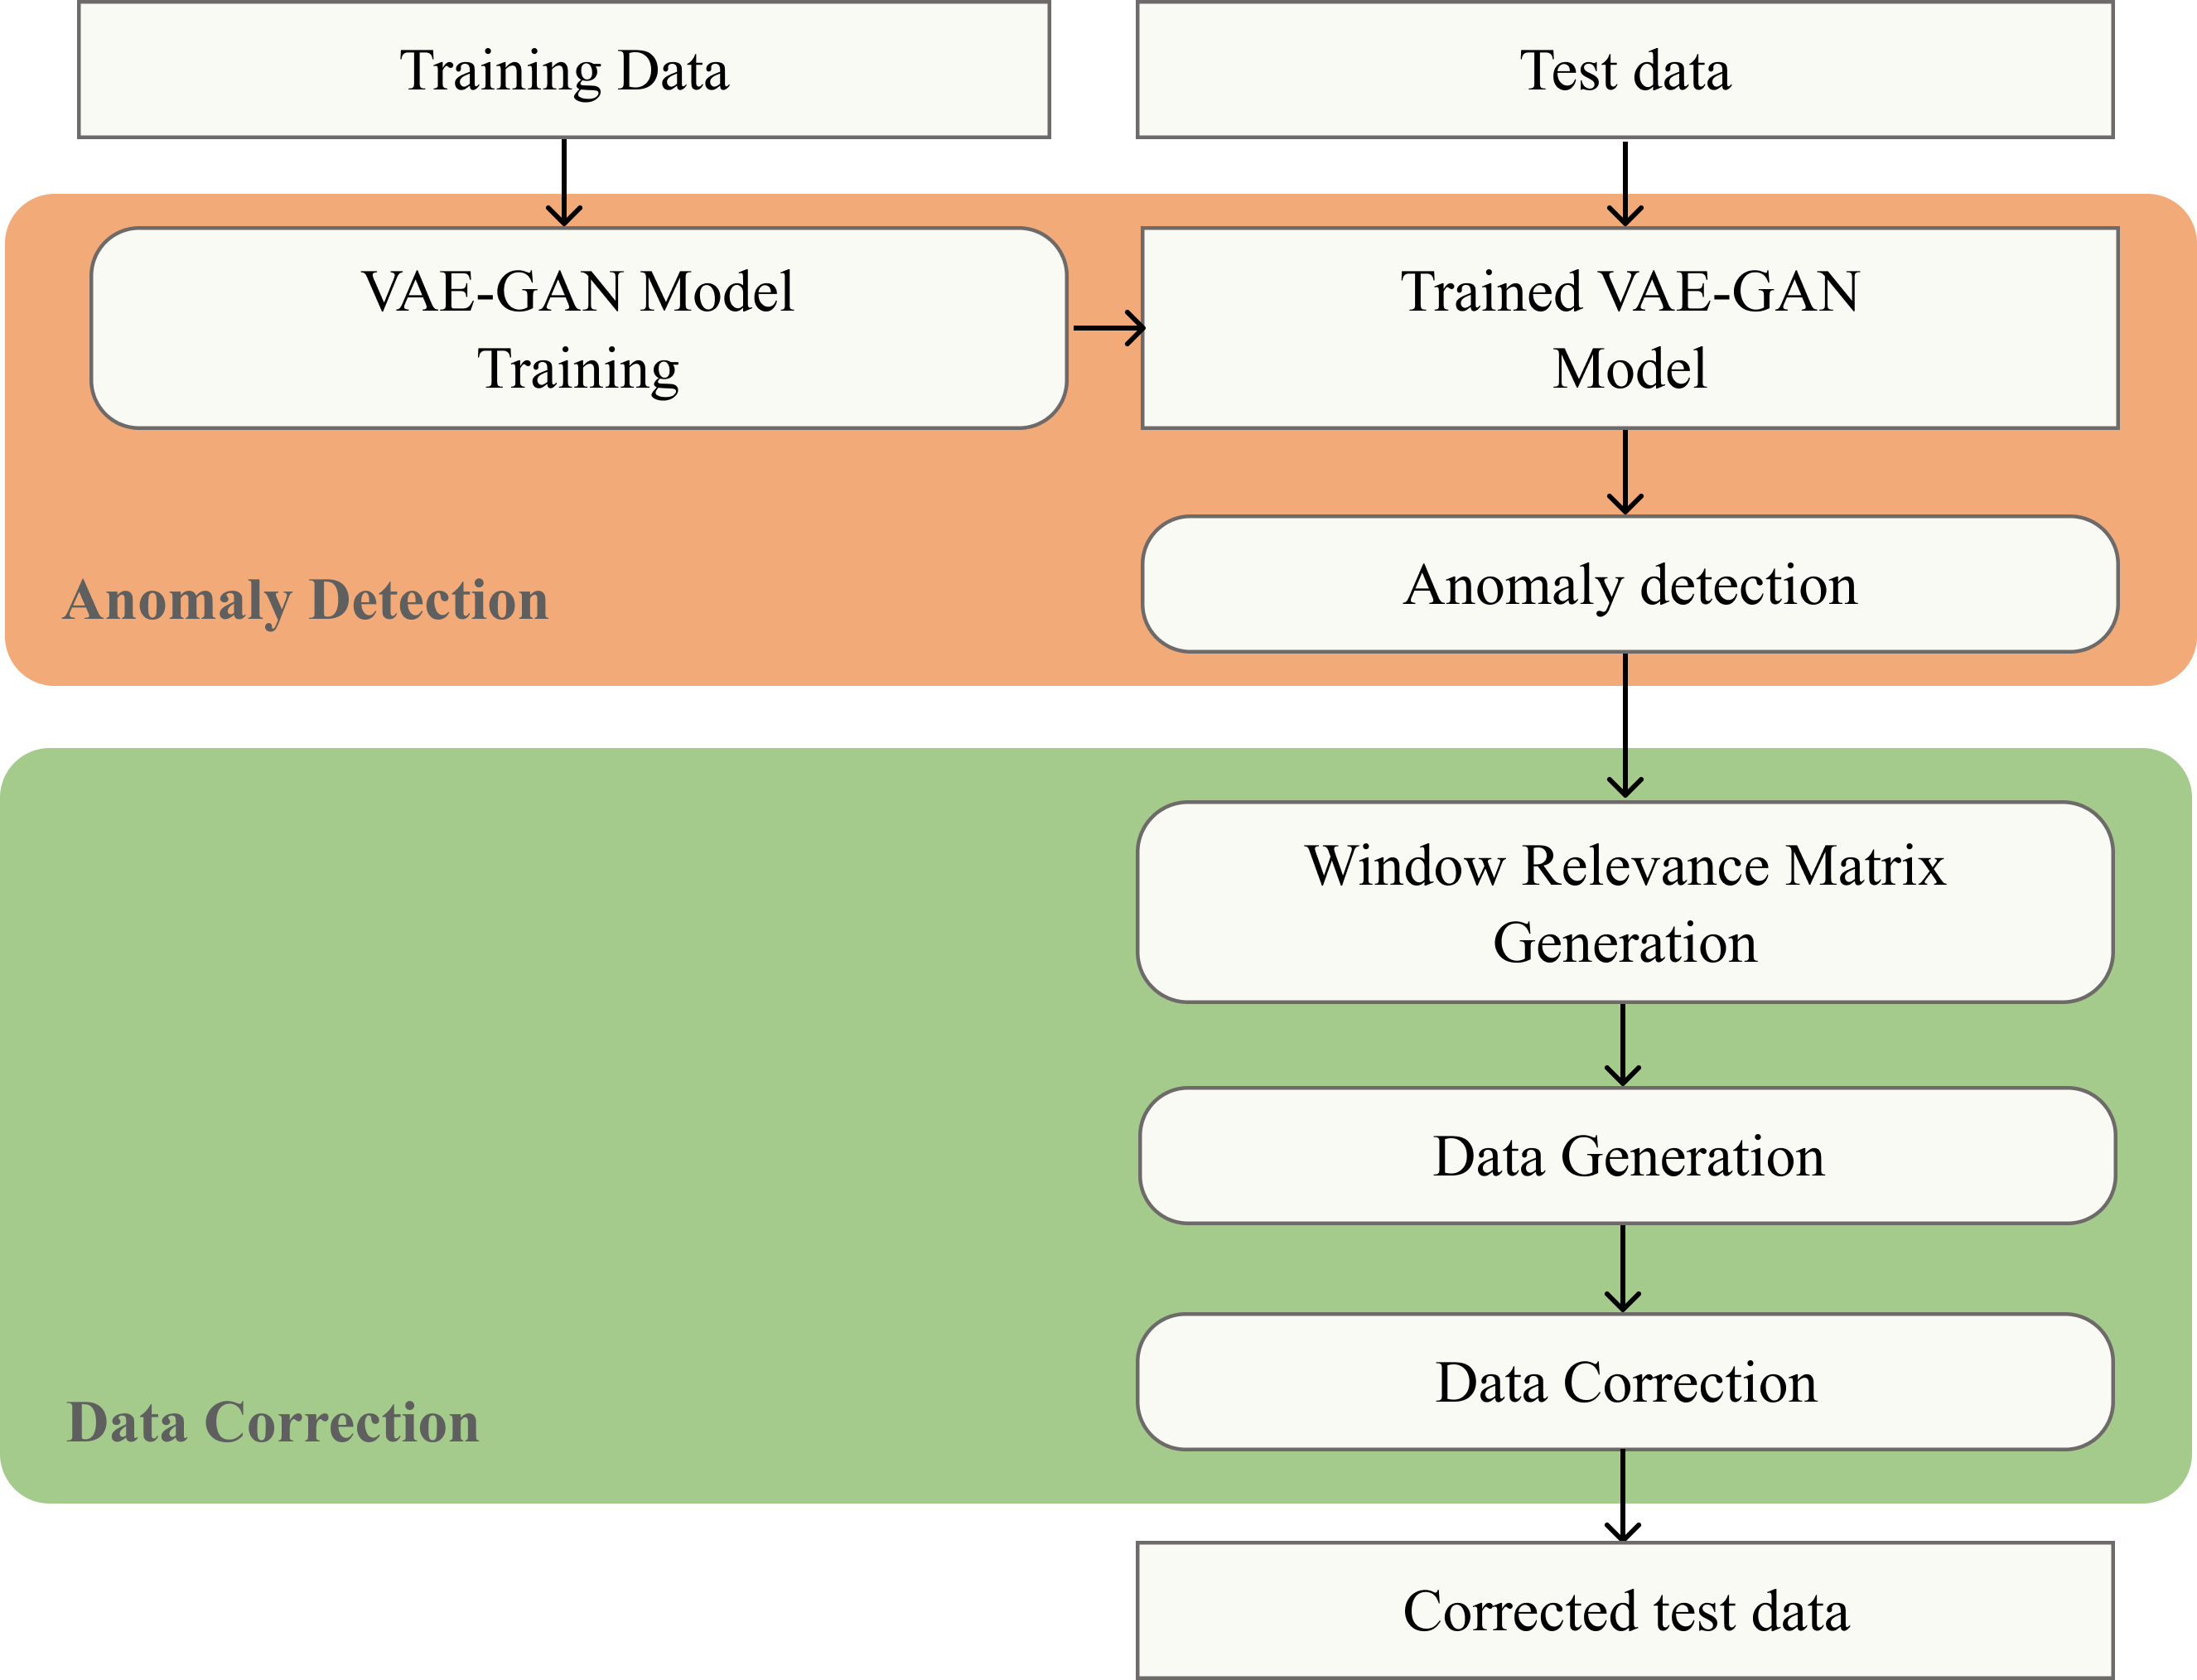 Training Data
Test data
VAE-GAN Model
Training
Trained VAE-GAN
Model
Anomaly detection
Anomaly Detection
Window Relevance Matrix
Generation
Data Generation
Data Correction
Data Correction
Corrected test data